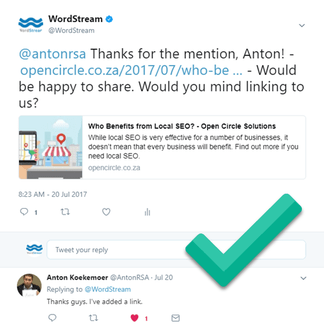 WordStream
@WordStream
@antonrsa Thanks for the mention, Anton! -
opencircle.co.za/2017/07/who-be ... - Would
be happy to share. Would you mind linking to
us?
Who Benefits from Local SEO? - Open Circle Solutions
While local SEO is very effective for a number of businesses, it
doesn't mean that every business will benefit. Find out more if you
need local SEO.
opencircle.co.za
8:23 AM - 20 Jul 2017
1
Tweet your reply
Anton Koekemoer @AntonRSA · Jul 20
Replying to @WordStream
Thanks guys. I've added a link.
1